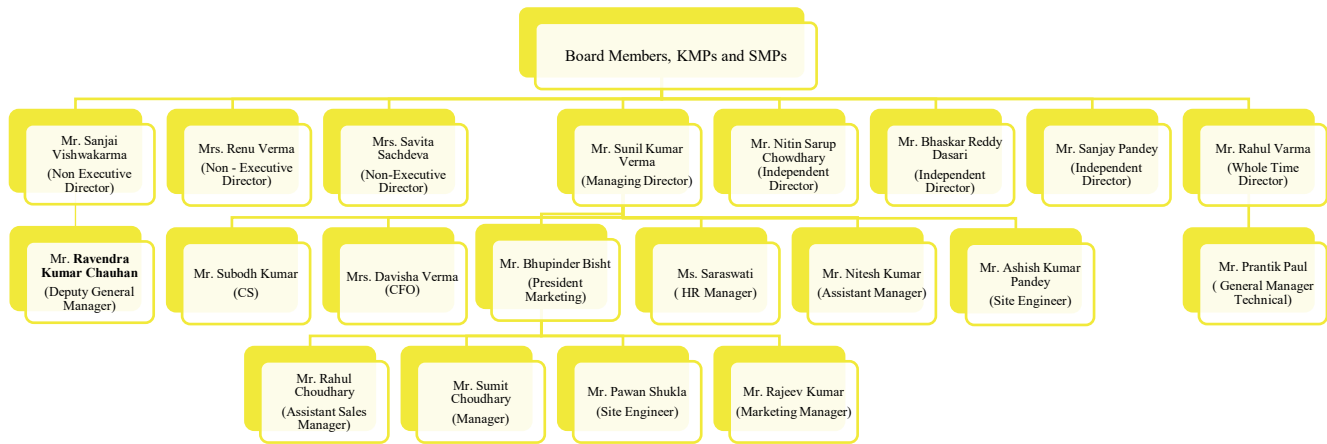 Board Members, KMPs and SMPs
Mr. Sanjai
Vishwakarma
(Non Executive
Director)
Mrs. Renu Verma
(Non - Executive
Director)
Mrs. Savita
Sachdeva
(Non-Executive
Director)
Mr. Sunil Kumar
Verma
(Managing Director)
Mr. Nitin Sarup
Chowdhary
(Independent
Director)
Mr. Bhaskar Reddy
Dasari
(Independent
Director)
Mr. Sanjay Pandey
(Independent
Director)
Mr. Rahul Varma
(Whole Time
Director)
Mr. Ravendra
Kumar Chauhan
(Deputy General
Manager)
Mr. Subodh Kumar
(CS)
Mrs. Davisha Verma
(CFO)
Mr. Bhupinder Bisht
(President
Marketing)
Ms. Saraswati
( HR Manager)
Mr. Nitesh Kumar
(Assistant Manager)
Mr. Ashish Kumar
Pandey
(Site Engineer)
Mr. Prantik Paul
( General Manager
Technical)
Mr. Rahul
Choudhary
(Assistant Sales
Manager)
Mr. Sumit
Choudhary
(Manager)
Mr. Pawan Shukla
(Site Engineer)
Mr. Rajeev Kumar
(Marketing Manager)